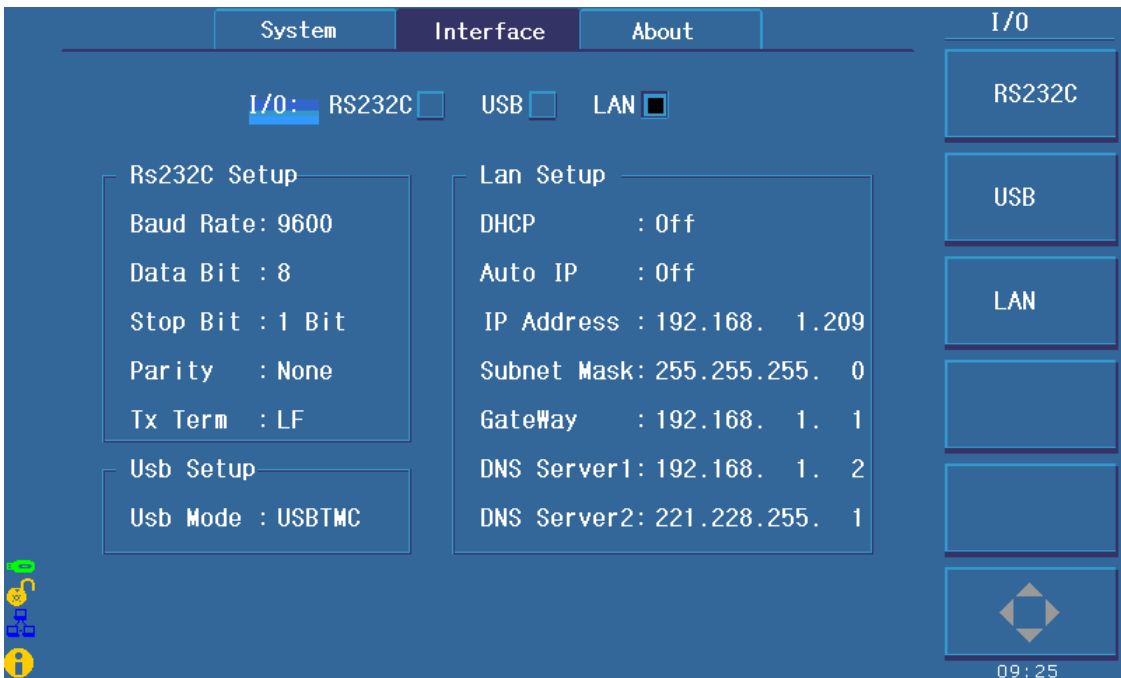 System Interface About
I/O
I/O: RS232C USB LAN
RS232C
USB
LAN
Rs232C Setup
Baud Rate: 9600
Data Bit : 8
Stop Bit : 1 Bit
Parity : None
Tx Term : LF
Usb Setup
Usb Mode : USBTMC
Lan Setup
DHCP : Off
Auto IP : Off
IP Address : 192.168. 1.209
Subnet Mask: 255.255.255. 0
GateWay : 192.168. 1. 1
DNS Server1: 192.168. 1. 2
DNS Server2: 221.228.255. 1
09:25